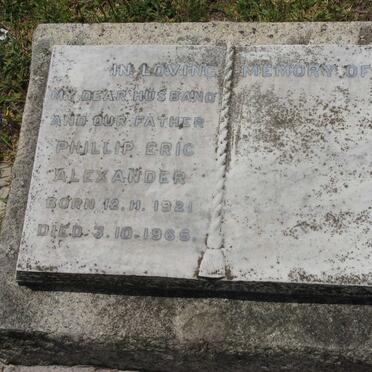 IN LOVING MEMORY OF
MY DEAR HUSBAND
AND OUR FATHER
PHILLIP ERIC
ALEXANDER
BORN 12.11.1921
DIED 3.10.1966.